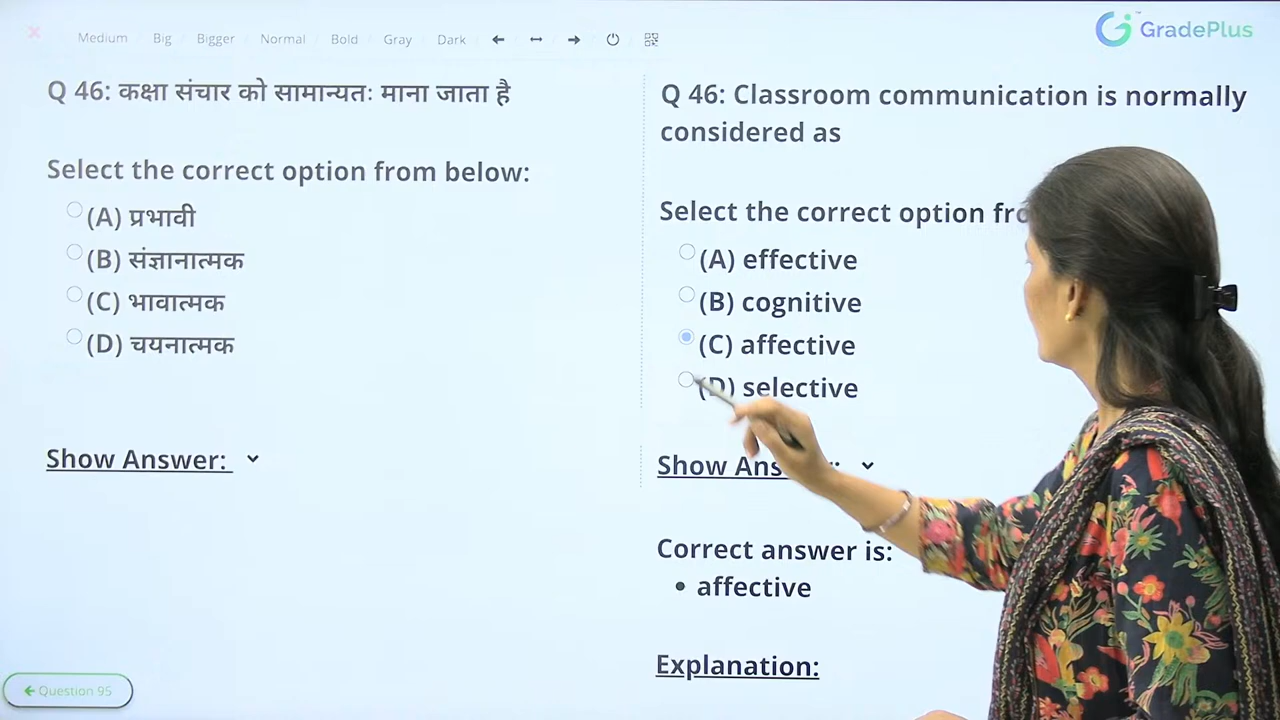 Medium Big Bigger Normal Bold Gray Dark
GradePlus
Q 46: कक्षा संचार को सामान्यतः माना जाता है
Select the correct option from below:
(A) प्रभावी
(B) संज्ञानात्मक
(C) भावात्मक
(D) चयनात्मक
Show Answer:
Q 46: Classroom communication is normally
considered as
Select the correct option
(A) effective
(B) cognitive
(C) affective
(D) selective
Show
Correct answer is:
• affective
Explanation:
← Question 95